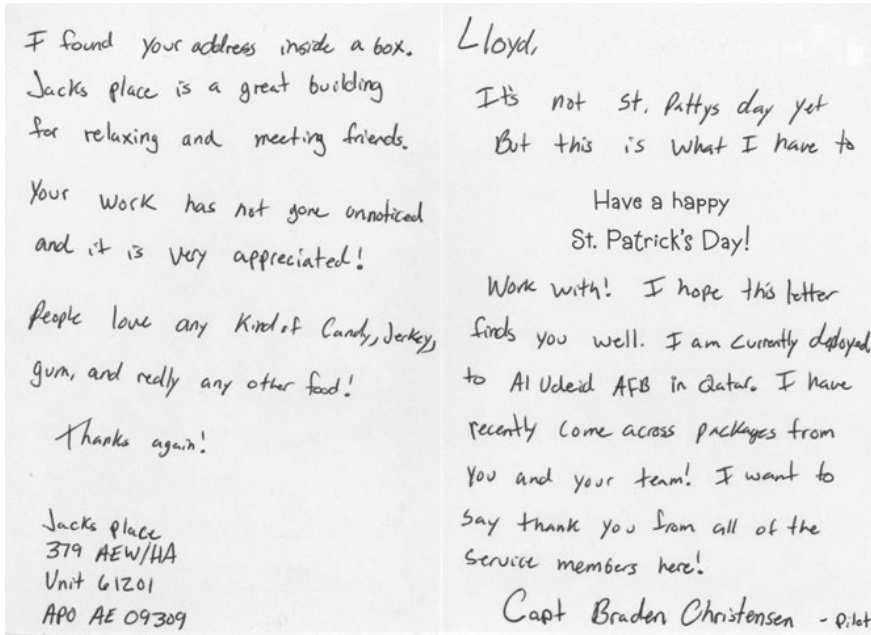 I found your address inside a box.
Jacks place is a great building
for relaxing and meeting friends.
Your work has not gone unnoticed
and it is very appreciated!
People love any kind of Candy, Jerkey,
gum, and really any other food!
Thanks again!
Jacks place
379 AEW/HA
Unit 61201
APO AE 09309
Lloyd,
It's not St. Pattys day yet
But this is what I have to
Have a happy
St. Patrick's Day!
Work with! I hope this letter
finds you well. I am currently deployed
to Al Udeid AFB in Qatar. I have
recently come across packages from
you and your team! I want to
say thank you from all of the
service members here!
Capt Braden Christensen - Pilot